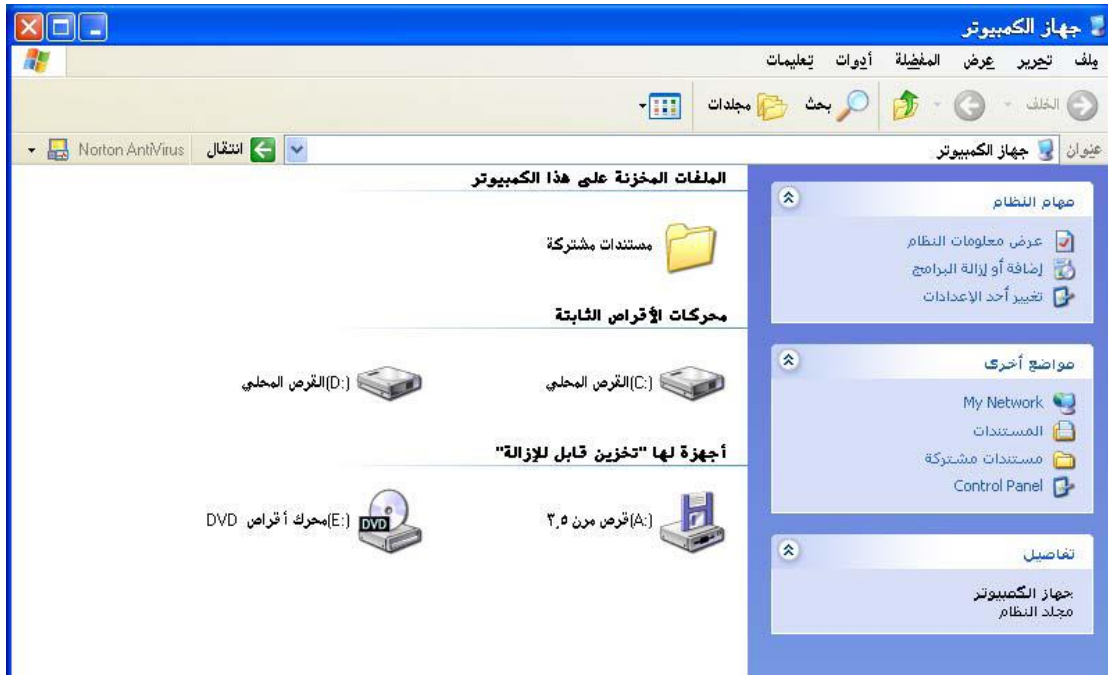 جهاز الكمبيوتر
ملف تحرير عرض المفضلة أدوات تعليمات
الخلف بحث مجلدات
عنوان جهاز الكمبيوتر انتقال Norton AntiVirus
مهام النظام
عرض معلومات النظام
إضافة أو إزالة البرامج
تغيير أحد الإعدادات
مواضع أخرى
My Network
المستندات
مستندات مشتركة
Control Panel
تفاصيل
جهاز الكمبيوتر
مجلد النظام
الملفات المخزنة على هذا الكمبيوتر
مستندات مشتركة
محركات الأقراص الثابتة
(C:)القرص المحلي
(D:)القرص المحلي
أجهزة لها "تخزين قابل للإزالة"
(A:)قرص مرن ٣,٥
(E:)محرك أقراص DVD
DVD